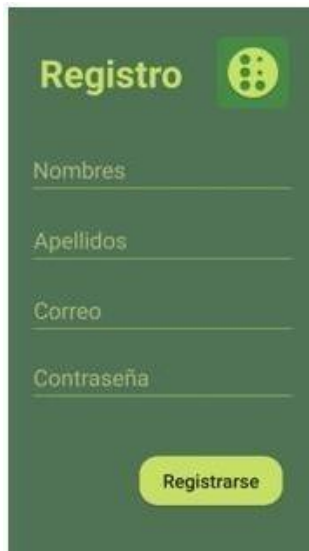 Registro
Nombres
Apellidos
Correo
Contraseña
Registrarse